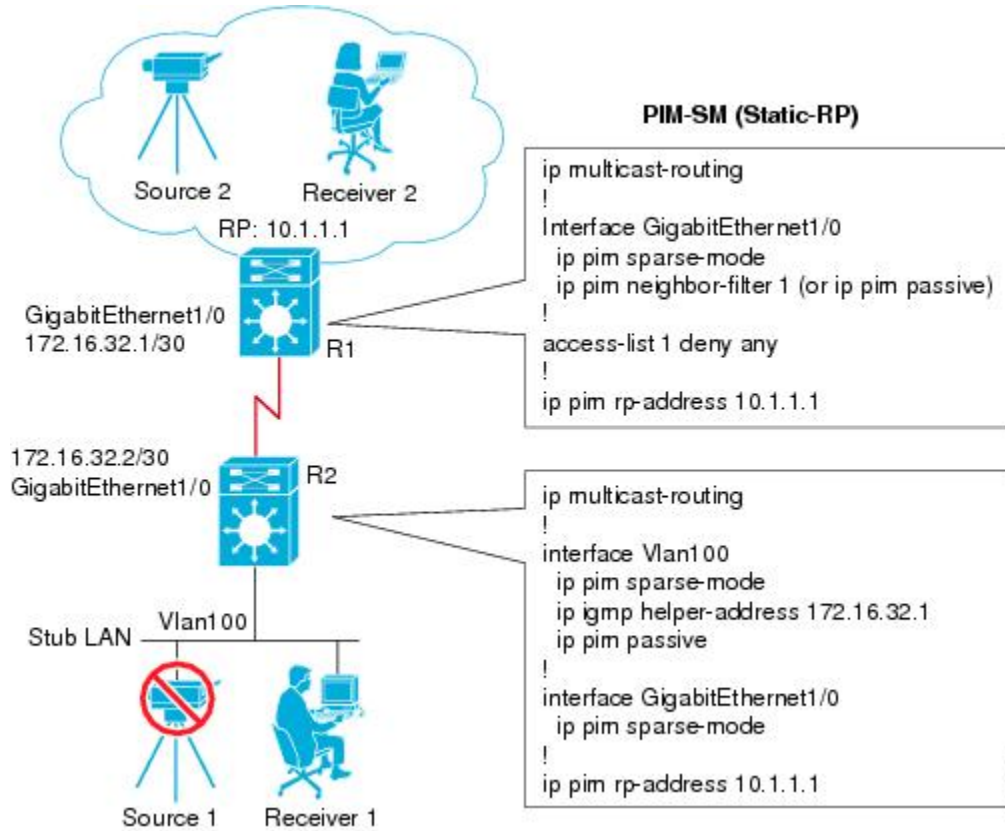 Source 2
Receiver 2
RP: 10.1.1.1
GigabitEthernet1/0
172.16.32.1/30
R1
172.16.32.2/30
GigabitEthernet1/0
R2
Vlan100
Stub LAN
Source 1
Receiver 1
PIM-SM (Static-RP)
ip multicast-routing
!
Interface GigabitEthernet1/0
ip pim sparse-mode
ip pim neighbor-filter 1 (or ip pim passive)
!
access-list 1 deny any
!
ip pim rp-address 10.1.1.1
ip multicast-routing
!
interface Vlan100
ip pim sparse-mode
ip igmp helper-address 172.16.32.1
ip pim passive
!
interface GigabitEthernet1/0
ip pim sparse-mode
!
ip pim rp-address 10.1.1.1